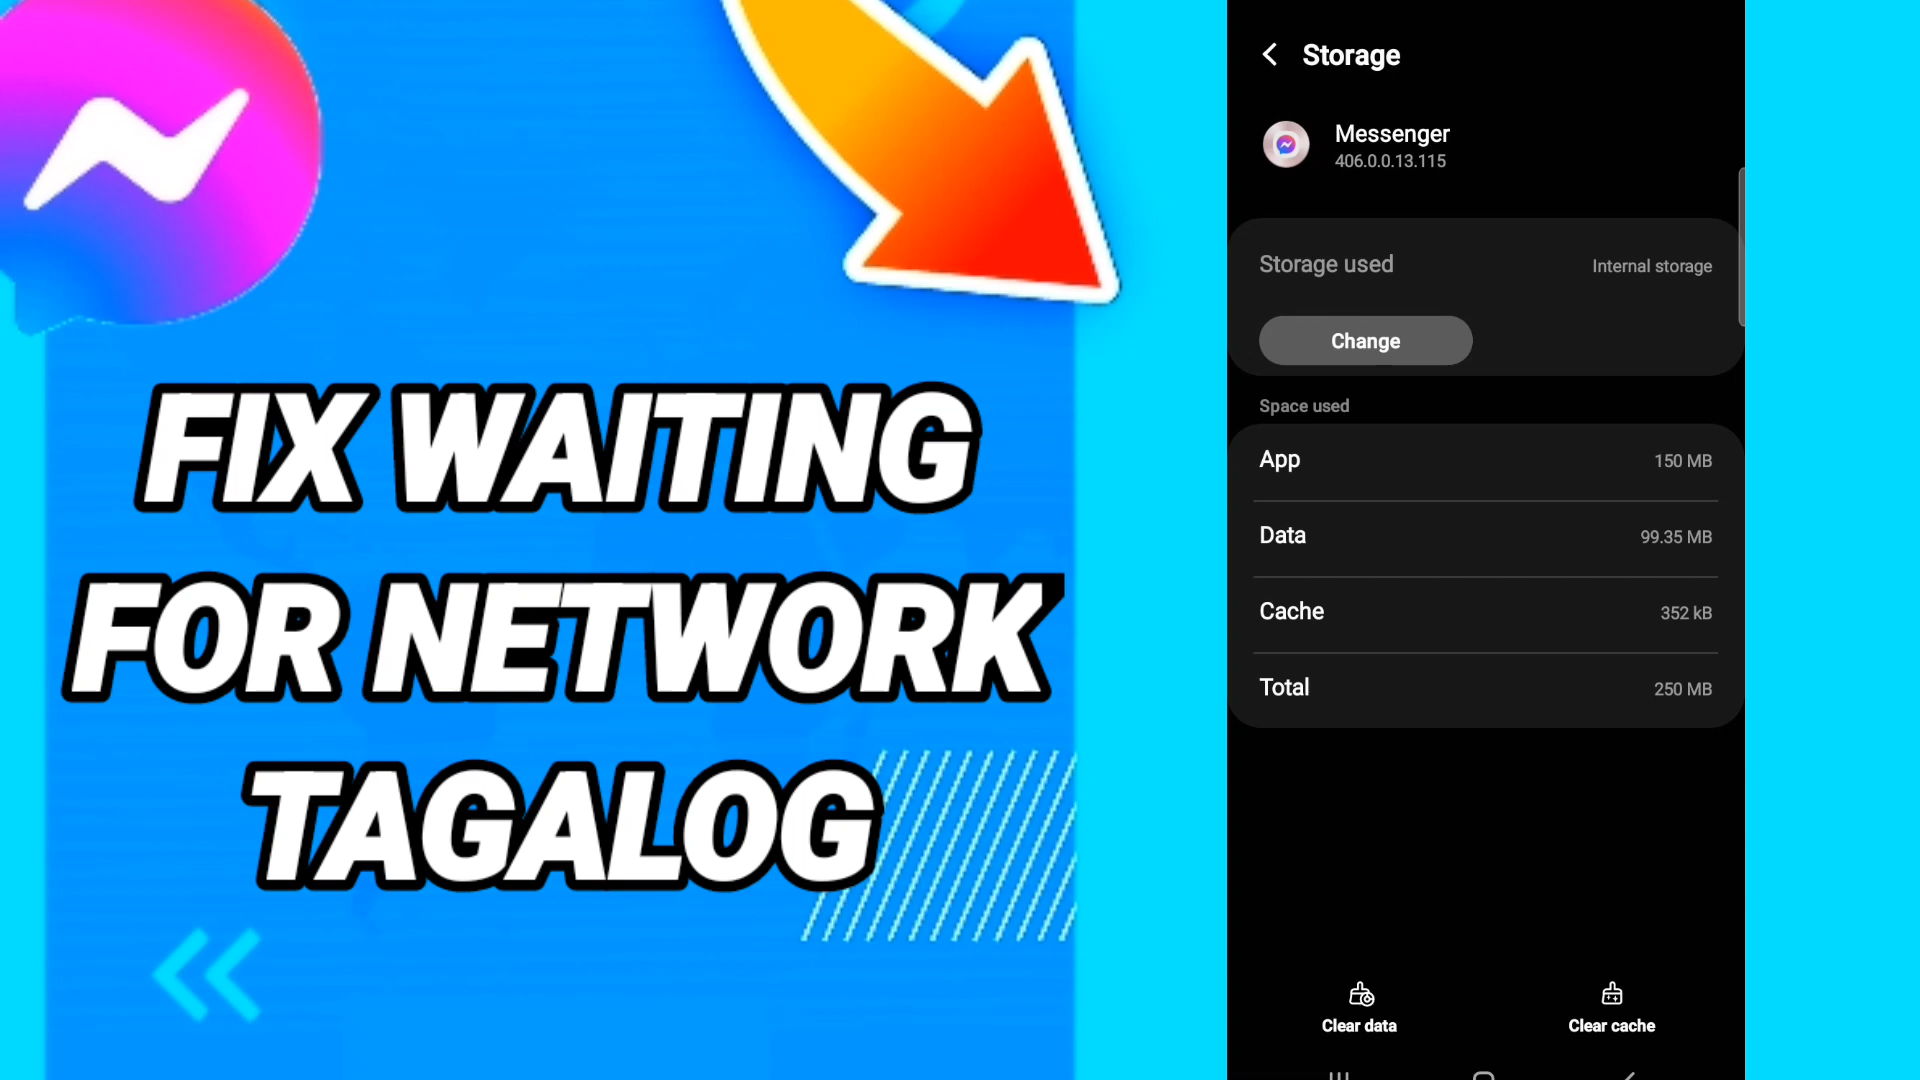 FIX WAITING
FOR NETWORK
TAGALOG
Storage
Messenger
406.0.0.13.115
Storage used Internal storage
Change
Space used
App 150 MB
Data 99.35 MB
Cache 352 kB
Total 250 MB
Clear data Clear cache